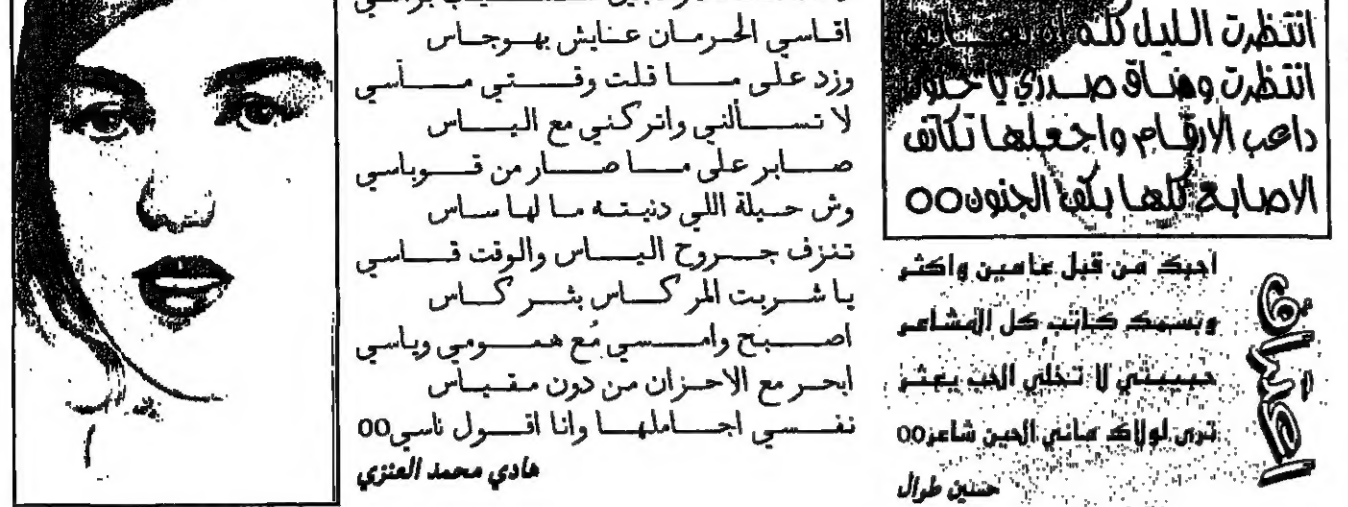 انتظرت الليل كله
انتظرت وضاق صدري يا حنون
داعب الارقام واجعلها تكاتف
الاصابع كلها بكف الجنون00
احبك من قبل عامين واكثر
وبسمك كاتب كل المشاعر
حبيبتي لا تخلي الحب يعثر
ترى لولاك ماني الحين شاعر00
حسين طوال
اقاسي الحرمان عايش بهوجاس
وزد على ما قلت وقتي مآسي
لا تسألني واتركني مع الياس
صابر على ما صار من قوباسي
وش حيلة اللي دنيته ما لها ساس
تنزف جروح الياس والوقت قاسي
يا شربت المر كاس بثر كاس
اصبح وامسي مُع همومي وياسي
ابحر مع الاحزان من دون مقياس
نفسي اجاملها وانا اقول ناسي00
هادي محمد العنزي